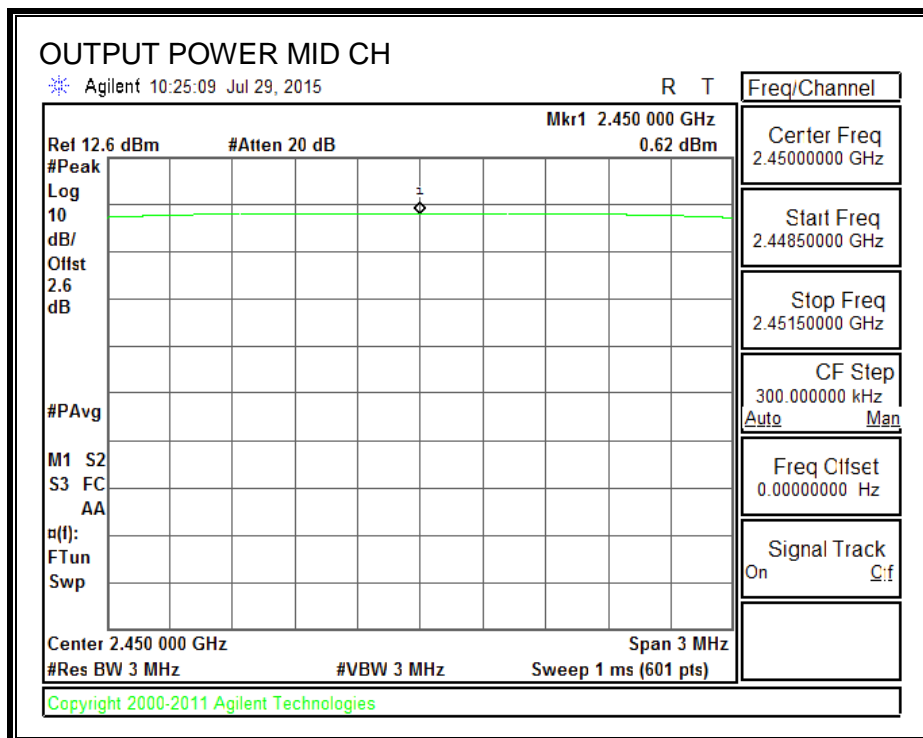 OUTPUT POWER MID CH
Agilent 10:25:09 Jul 29, 2015 R T
Mkr1 2.450 000 GHz
Ref 12.6 dBm #Atten 20 dB 0.62 dBm
#Peak
Log
10
dB/
Offst
2.6
dB
1
#PAvg
M1 S2
S3 FC
AA
¤(f):
FTun
Swp
Center 2.450 000 GHz Span 3 MHz
#Res BW 3 MHz #VBW 3 MHz Sweep 1 ms (601 pts)
Freq/Channel
Center Freq
2.45000000 GHz
Start Freq
2.44850000 GHz
Stop Freq
2.45150000 GHz
CF Step
300.000000 kHz
Auto Man
Freq Offset
0.00000000 Hz
Signal Track
On Off
Copyright 2000-2011 Agilent Technologies